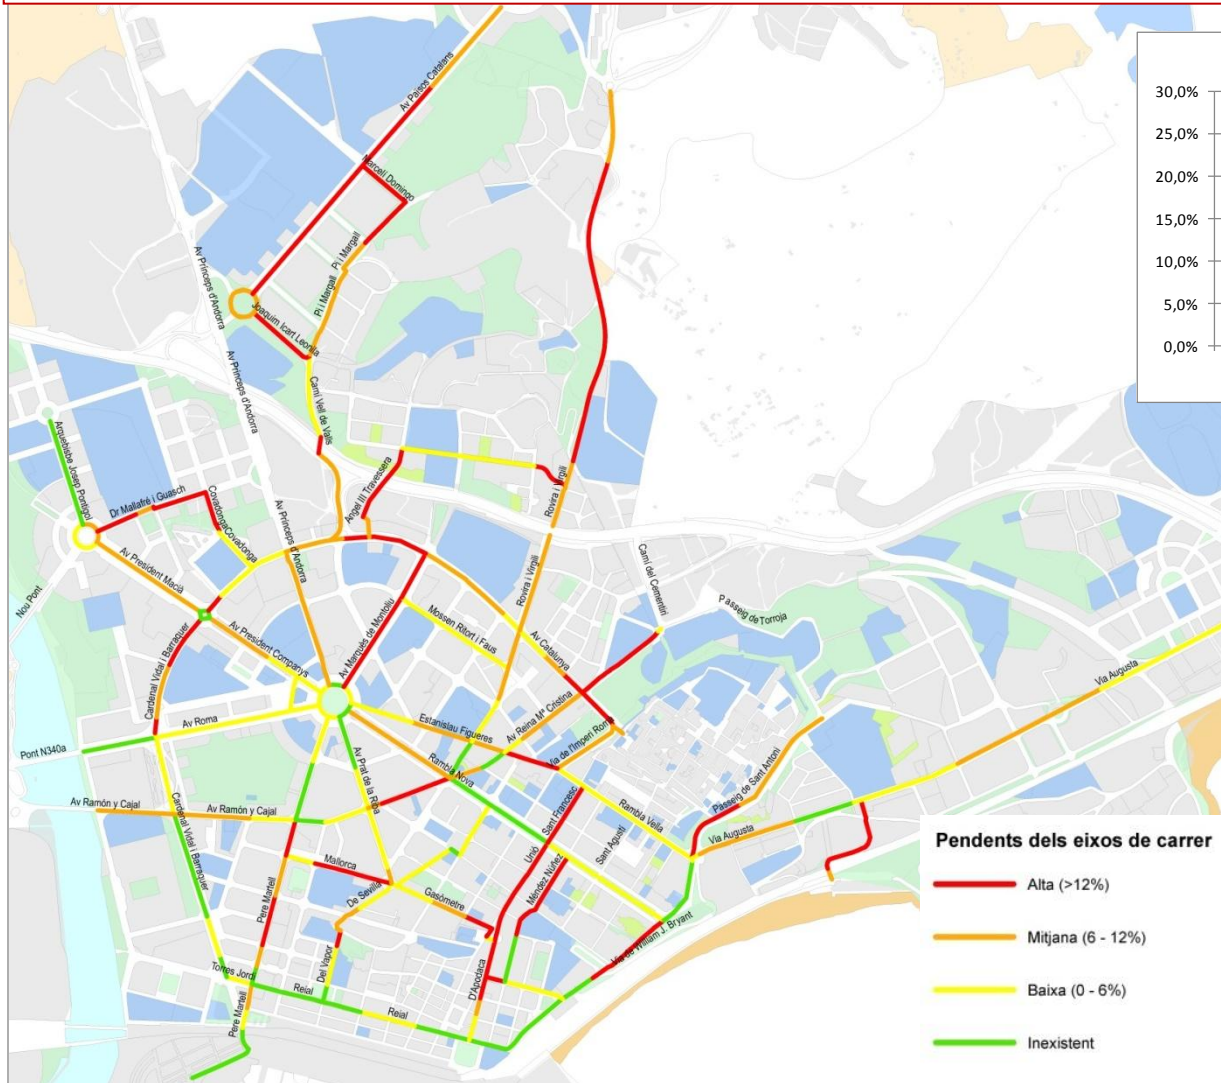 Av Països Catalans
30,0%
25,0%
20,0%
15,0%
10,0%
5,0%
0,0%
Marcel·lí Domingo
Pi i Margall
Pi i Margall
Av Prínceps d'Andorra
Joaquim Icart Leonila
Av Prínceps d'Andorra
Camí Vell de Valls
Arquebisbe Josep Pontigol
Angel III Travessera
Rovira i Virgili
Dr Mallafré i Guasch
Covadonga
Covadonga
Av Prínceps d'Andorra
Av President Macià
Nou Pont
Rovira i Virgili
Camí del Cementiri
Passeig de Torroja
Mossen Ritort i Faus
Av Marquès de Montoliu
Av Catalunya
Cardenal Vidal i Barraquer
Av President Companys
Via Augusta
Av Roma
Estanislau Figueres
Av Reina Mª Cristina
Via de l'Imperi Romà
Pont N340a
Av Prat de la Riba
Rambla Nova
Passeig de Sant Antoni
Av Ramón y Cajal
Av Ramón y Cajal
Sant Francesc
Rambla Vella
Via Augusta
Cardenal Vidal i Barraquer
Unió
Sant Agustí
Mallorca
Méndez Núñez
De Sevilla
Gasòmetre
Pere Martell
Via de William J. Bryant
Del Vapor
Torres Jordi
Reial
D'Apodaca
Reial
Pere Martell
Pendents dels eixos de carrer
Alta (>12%)
Mitjana (6 - 12%)
Baixa (0 - 6%)
Inexistent